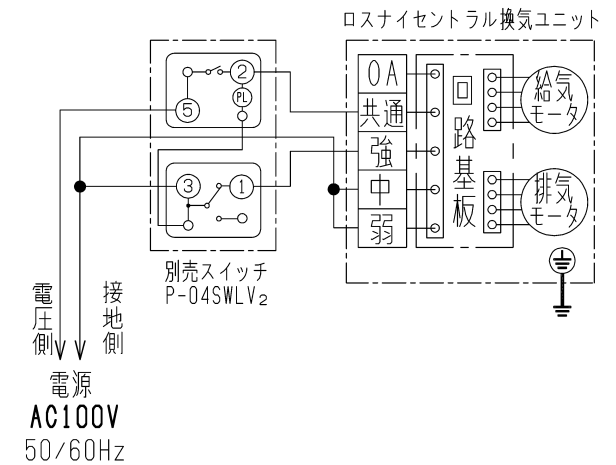 ロスナイセントラル換気ユニット
OA
共通
強
中
弱
回路基板
給気
モータ
排気
モータ
2
PL
5
3
1
別売スイッチ
P-04SWLV2
電圧側
接地側
電源
AC100V
50/60Hz